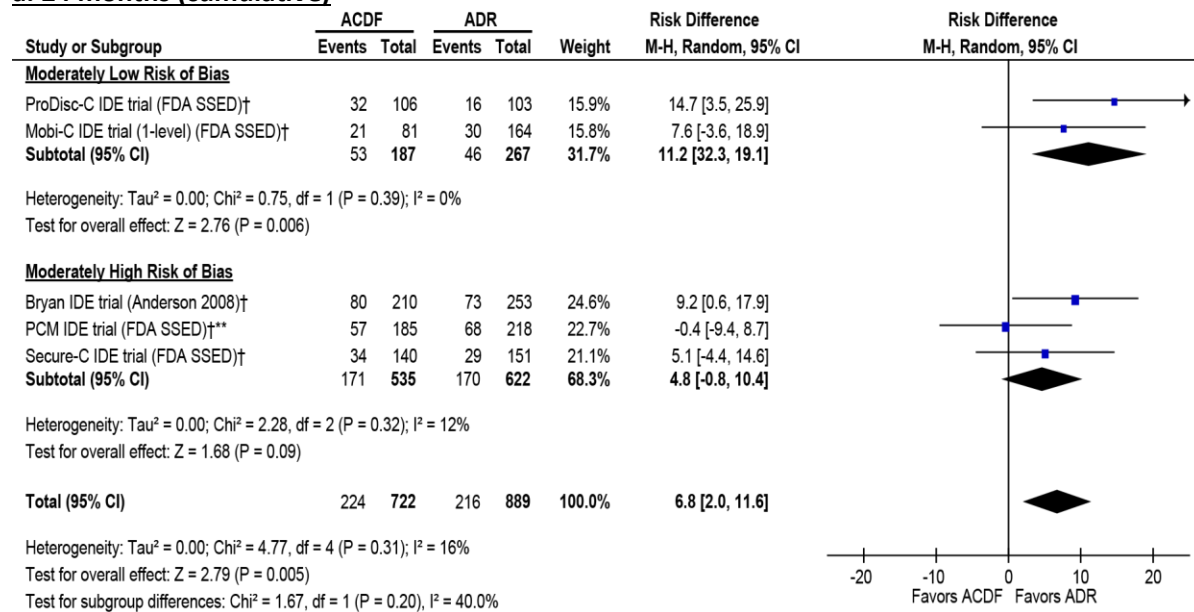 d. 24 months (cumulative)
ACDF ADR Risk Difference Risk Difference
Study or Subgroup Events Total Events Total Weight M-H, Random, 95% CI M-H, Random, 95% CI
Moderately Low Risk of Bias
ProDisc-C IDE trial (FDA SSED)† 32 106 16 103 15.9% 14.7 [3.5, 25.9]
Mobi-C IDE trial (1-level) (FDA SSED)† 21 81 30 164 15.8% 7.6 [-3.6, 18.9]
Subtotal (95% CI) 53 187 46 267 31.7% 11.2 [32.3, 19.1]
Heterogeneity: Tau² = 0.00; Chi² = 0.75, df = 1 (P = 0.39); I² = 0%
Test for overall effect: Z = 2.76 (P = 0.006)
Moderately High Risk of Bias
Bryan IDE trial (Anderson 2008)† 80 210 73 253 24.6% 9.2 [0.6, 17.9]
PCM IDE trial (FDA SSED)†** 57 185 68 218 22.7% -0.4 [-9.4, 8.7]
Secure-C IDE trial (FDA SSED)† 34 140 29 151 21.1% 5.1 [-4.4, 14.6]
Subtotal (95% CI) 171 535 170 622 68.3% 4.8 [-0.8, 10.4]
Heterogeneity: Tau² = 0.00; Chi² = 2.28, df = 2 (P = 0.32); I² = 12%
Test for overall effect: Z = 1.68 (P = 0.09)
Total (95% CI) 224 722 216 889 100.0% 6.8 [2.0, 11.6]
Heterogeneity: Tau² = 0.00; Chi² = 4.77, df = 4 (P = 0.31); I² = 16%
Test for overall effect: Z = 2.79 (P = 0.005)
Test for subgroup differences: Chi² = 1.67, df = 1 (P = 0.20), I² = 40.0%
-20 -10 0 10 20
Favors ACDF Favors ADR